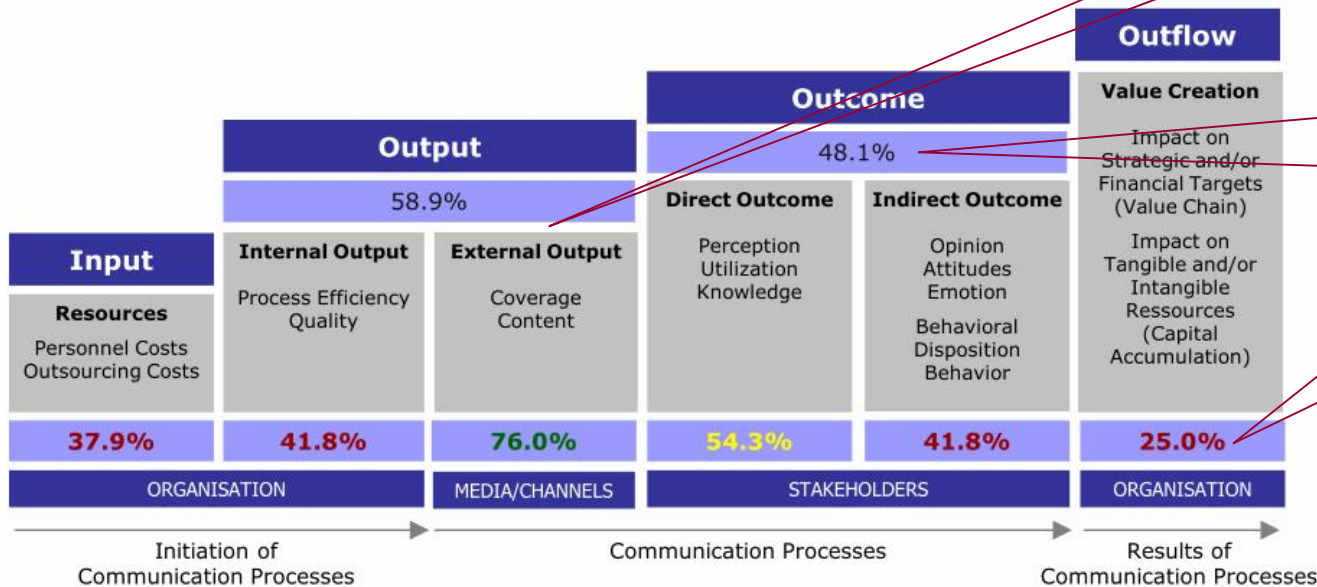 Input
Resources
Personnel Costs
Outsourcing Costs
37.9%
Output
58.9%
Internal Output
Process Efficiency
Quality
41.8%
External Output
Coverage
Content
76.0%
Outcome
48.1%
Direct Outcome
Perception
Utilization
Knowledge
54.3%
Indirect Outcome
Opinion
Attitudes
Emotion
Behavioral
Disposition
Behavior
41.8%
Outflow
Value Creation
Impact on
Strategic and/or
Financial Targets
(Value Chain)
Impact on
Tangible and/or
Intangible
Ressources
(Capital
Accumulation)
25.0%
ORGANISATION
MEDIA/CHANNELS
STAKEHOLDERS
ORGANISATION
Initiation of
Communication Processes
Communication Processes
Results of
Communication Processes